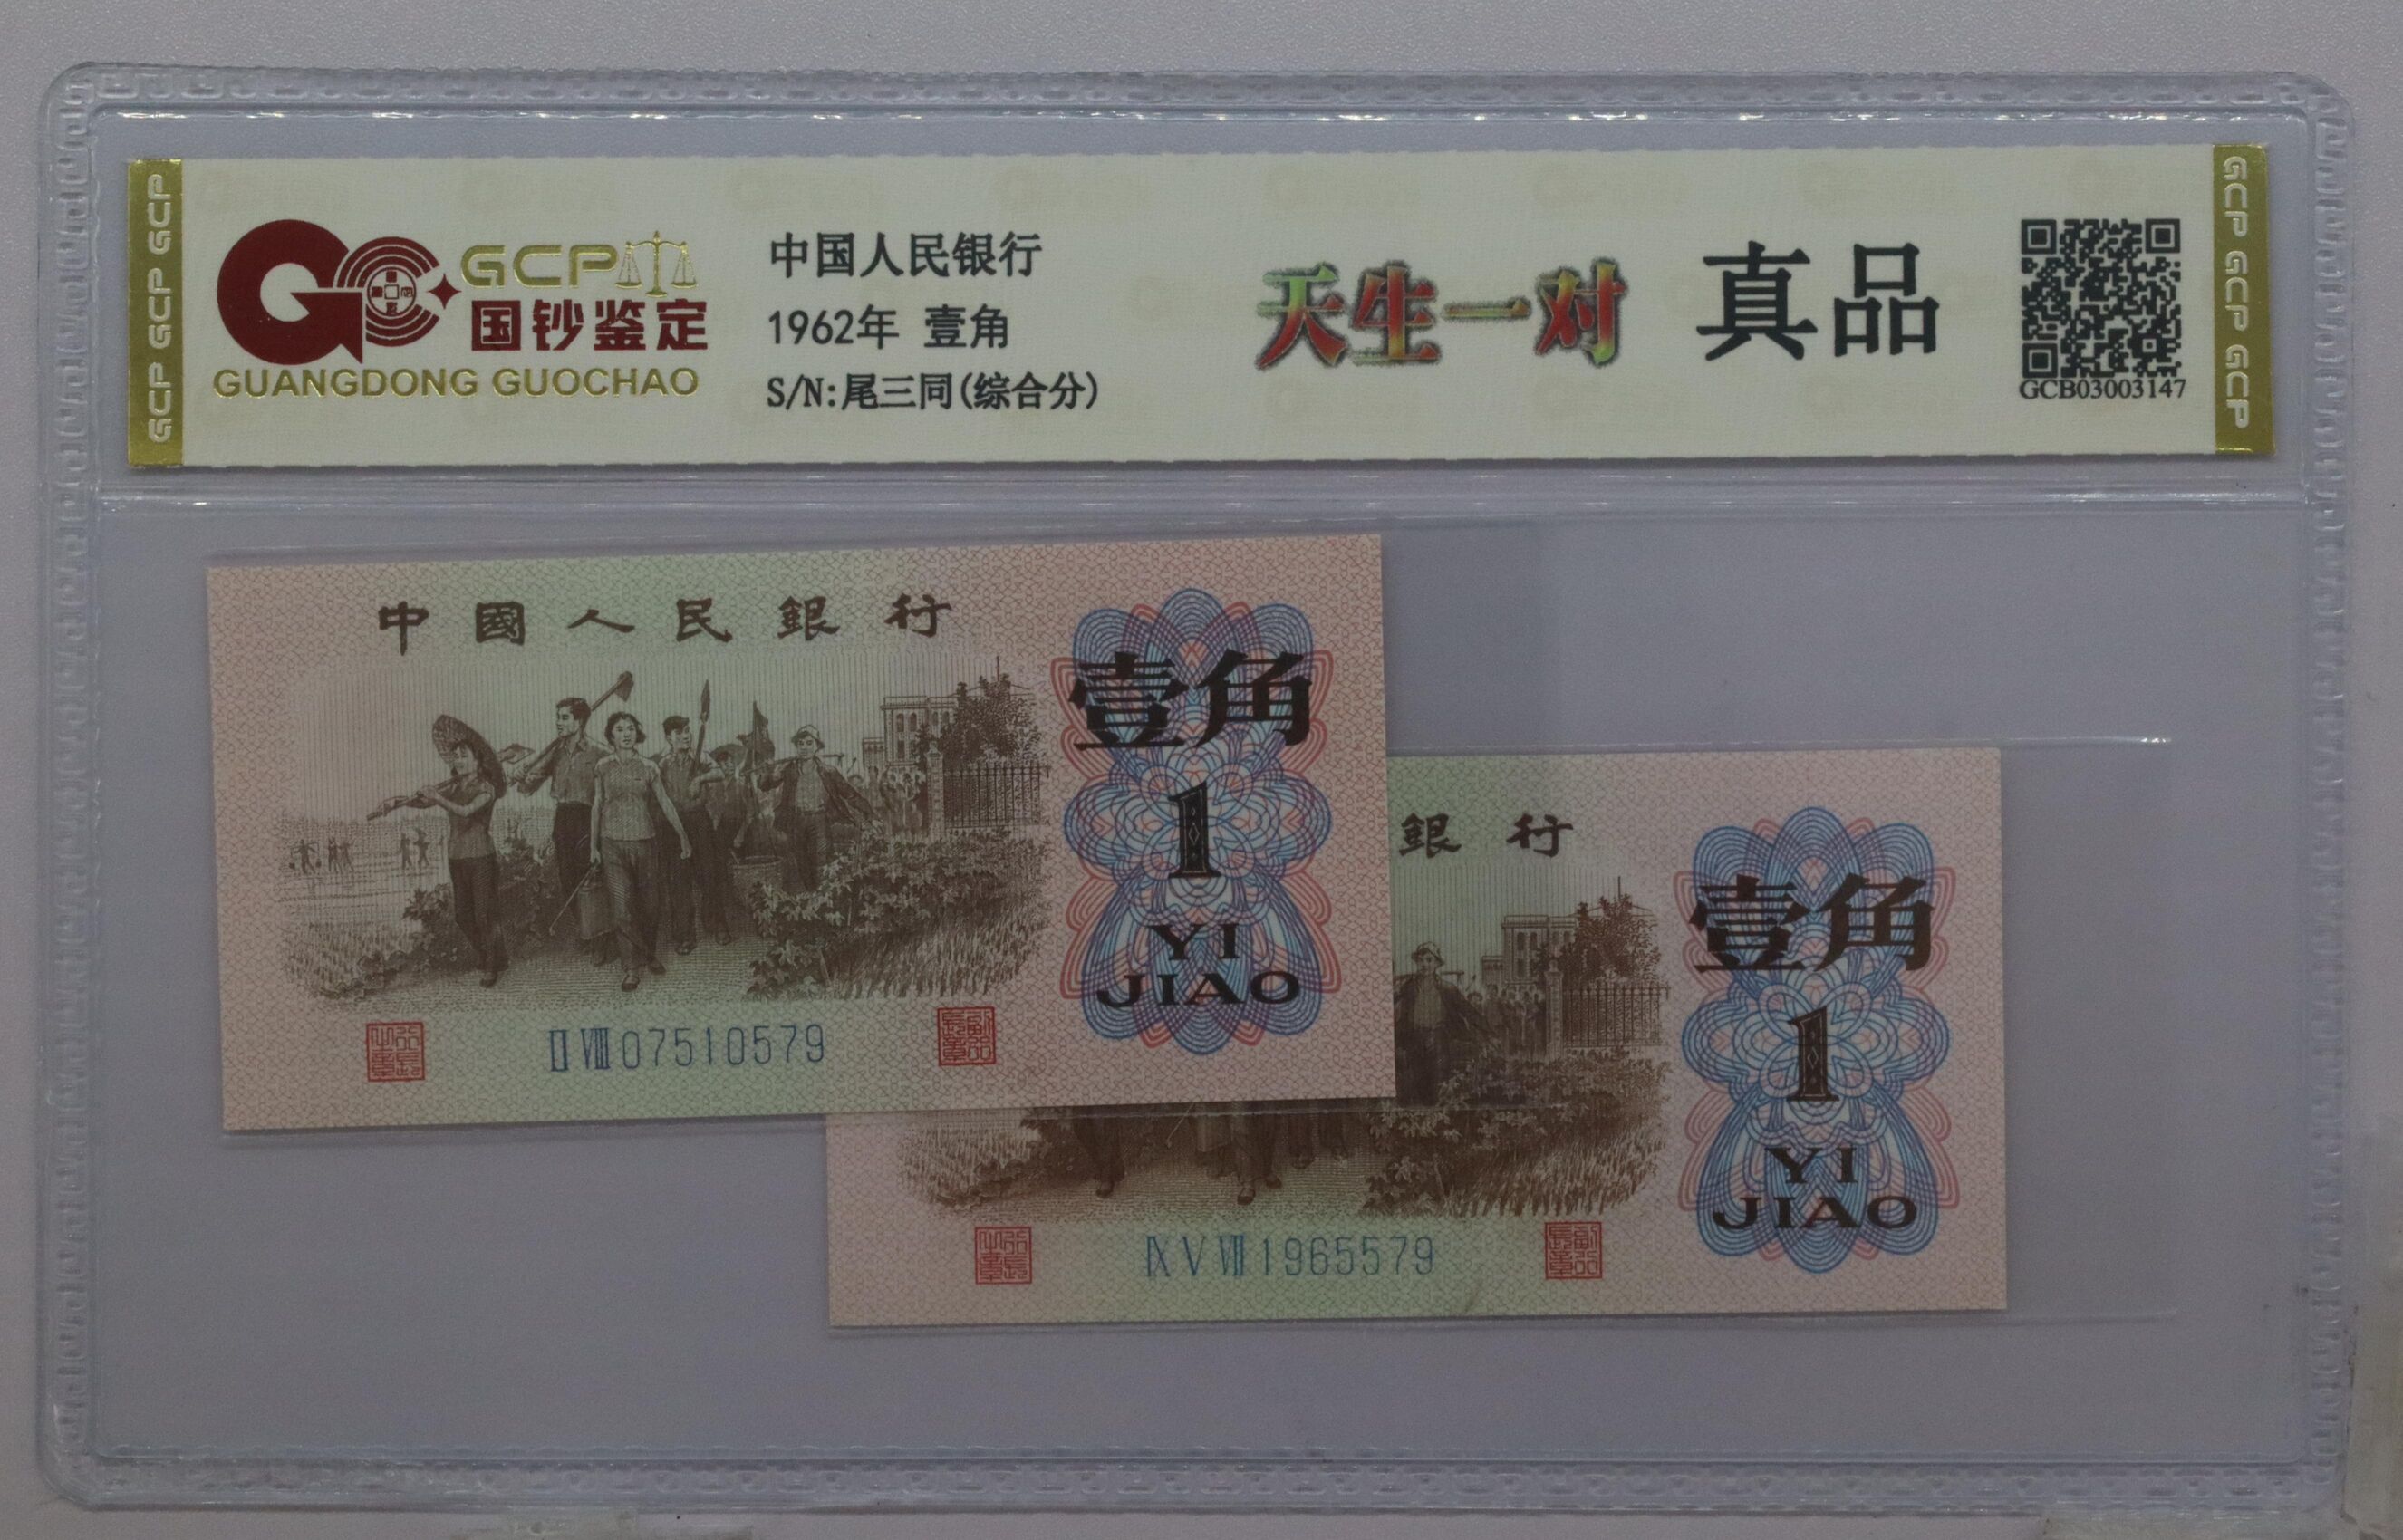 GCP GCP GCP
GCP
国钞鉴定
GUANGDONG GUOCHAO
中国人民银行
1962年 壹角
S/N:尾三同(综合分)
天生一对
真品
GCB03003147
GCP GCP GCP
中國人民銀行
壹角
1
YI
JIAO
ⅡⅧ07510579
銀行
壹角
1
YI
JIAO
ⅨⅤⅦ1965579